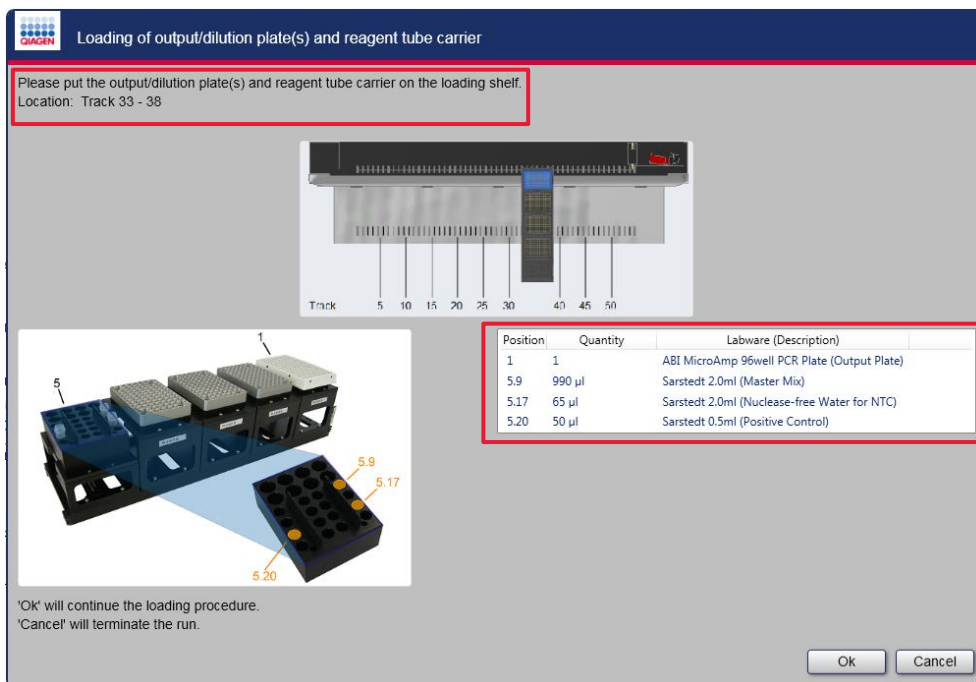 QIAGEN
Loading of output/dilution plate(s) and reagent tube carrier
Please put the output/dilution plate(s) and reagent tube carrier on the loading shelf.
Location: Track 33 - 38
Track 5 10 15 20 25 30 40 45 50
1
5
5.9
5.17
5.20
Position Quantity Labware (Description)
1 1 ABI MicroAmp 96well PCR Plate (Output Plate)
5.9 990 µl Sarstedt 2.0ml (Master Mix)
5.17 65 µl Sarstedt 2.0ml (Nuclease-free Water for NTC)
5.20 50 µl Sarstedt 0.5ml (Positive Control)
'Ok' will continue the loading procedure.
'Cancel' will terminate the run.
Ok Cancel